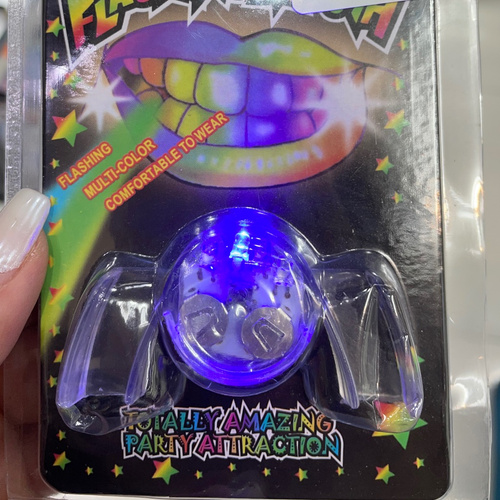 FLASHING
MULTI-COLOR
COMFORTABLE TO WEAR
TOTALLY AMAZING
PARTY ATTRACTION